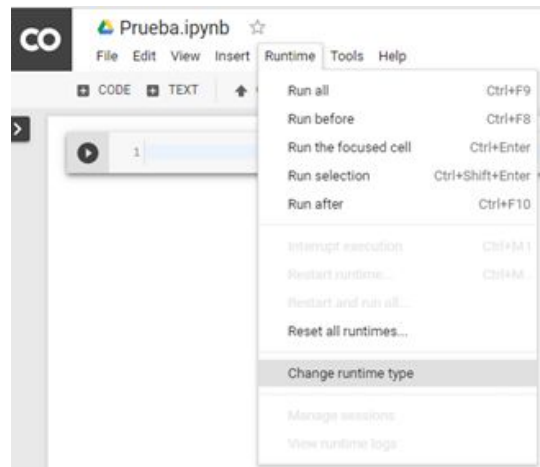 CO
Prueba.ipynb
File Edit View Insert Runtime Tools Help
CODE TEXT
Run all Ctrl+F9
Run before Ctrl+F8
Run the focused cell Ctrl+Enter
Run selection Ctrl+Shift+Enter
Run after Ctrl+F10
1
Interrupt execution Ctrl+M I
Restart runtime... Ctrl+M .
Restart and run all...
Reset all runtimes...
Change runtime type
Manage sessions
View runtime logs